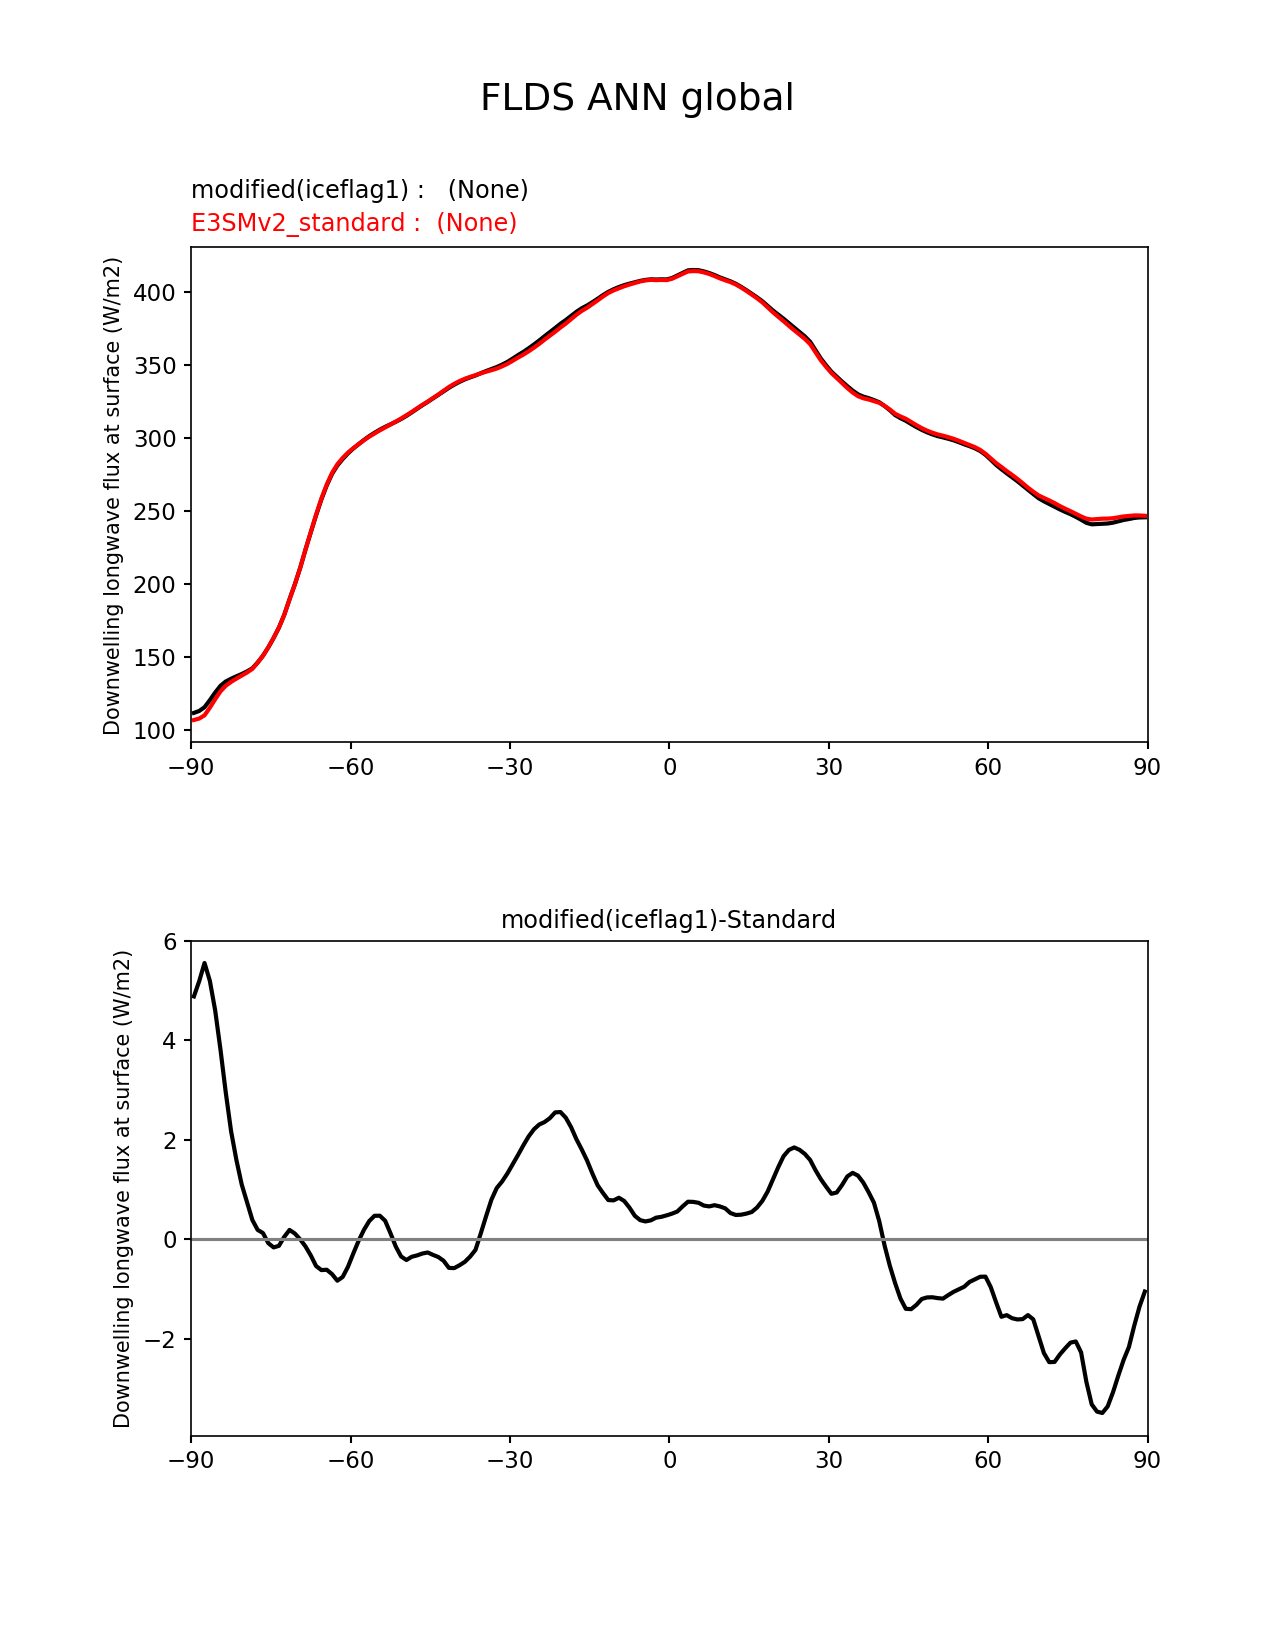 FLDS ANN global
modified(iceflag1) :   (None)
E3SMv2_standard :  (None)
Downwelling longwave flux at surface (W/m2)
400
350
300
250
200
150
100
−90 −60 −30 0 30 60 90
modified(iceflag1)-Standard
Downwelling longwave flux at surface (W/m2)
6
4
2
0
−2
−90 −60 −30 0 30 60 90